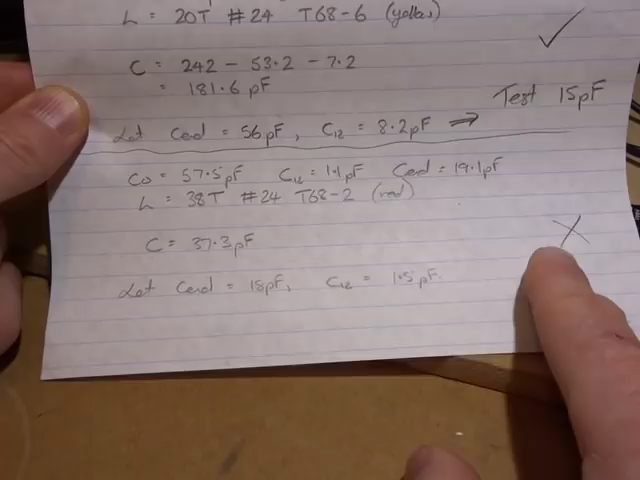 L = 20T #24 T68-6 (yellow)
C = 242 - 53.2 - 7.2
= 181.6 pF
Let Cend = 56pF, C12 = 8.2pF ⇒ Test 15pF
Co = 57.5pF C12 = 1.1pF Cend = 19.1pF
L = 38T #24 T68-2 (red)
C = 37.3pF
Let Cend = 18pF, C12 = 1.5pF